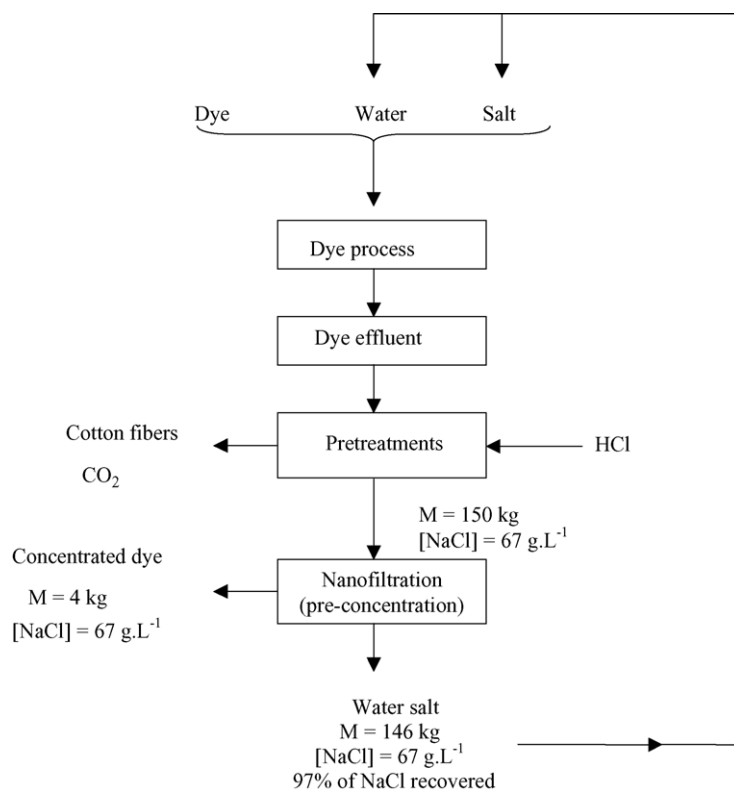 Dye Water Salt
Dye process
Dye effluent
Cotton fibers
CO2
Pretreatments
HCl
M = 150 kg
[NaCl] = 67 g.L-1
Concentrated dye
M = 4 kg
[NaCl] = 67 g.L-1
Nanofiltration
(pre-concentration)
Water salt
M = 146 kg
[NaCl] = 67 g.L-1
97% of NaCl recovered